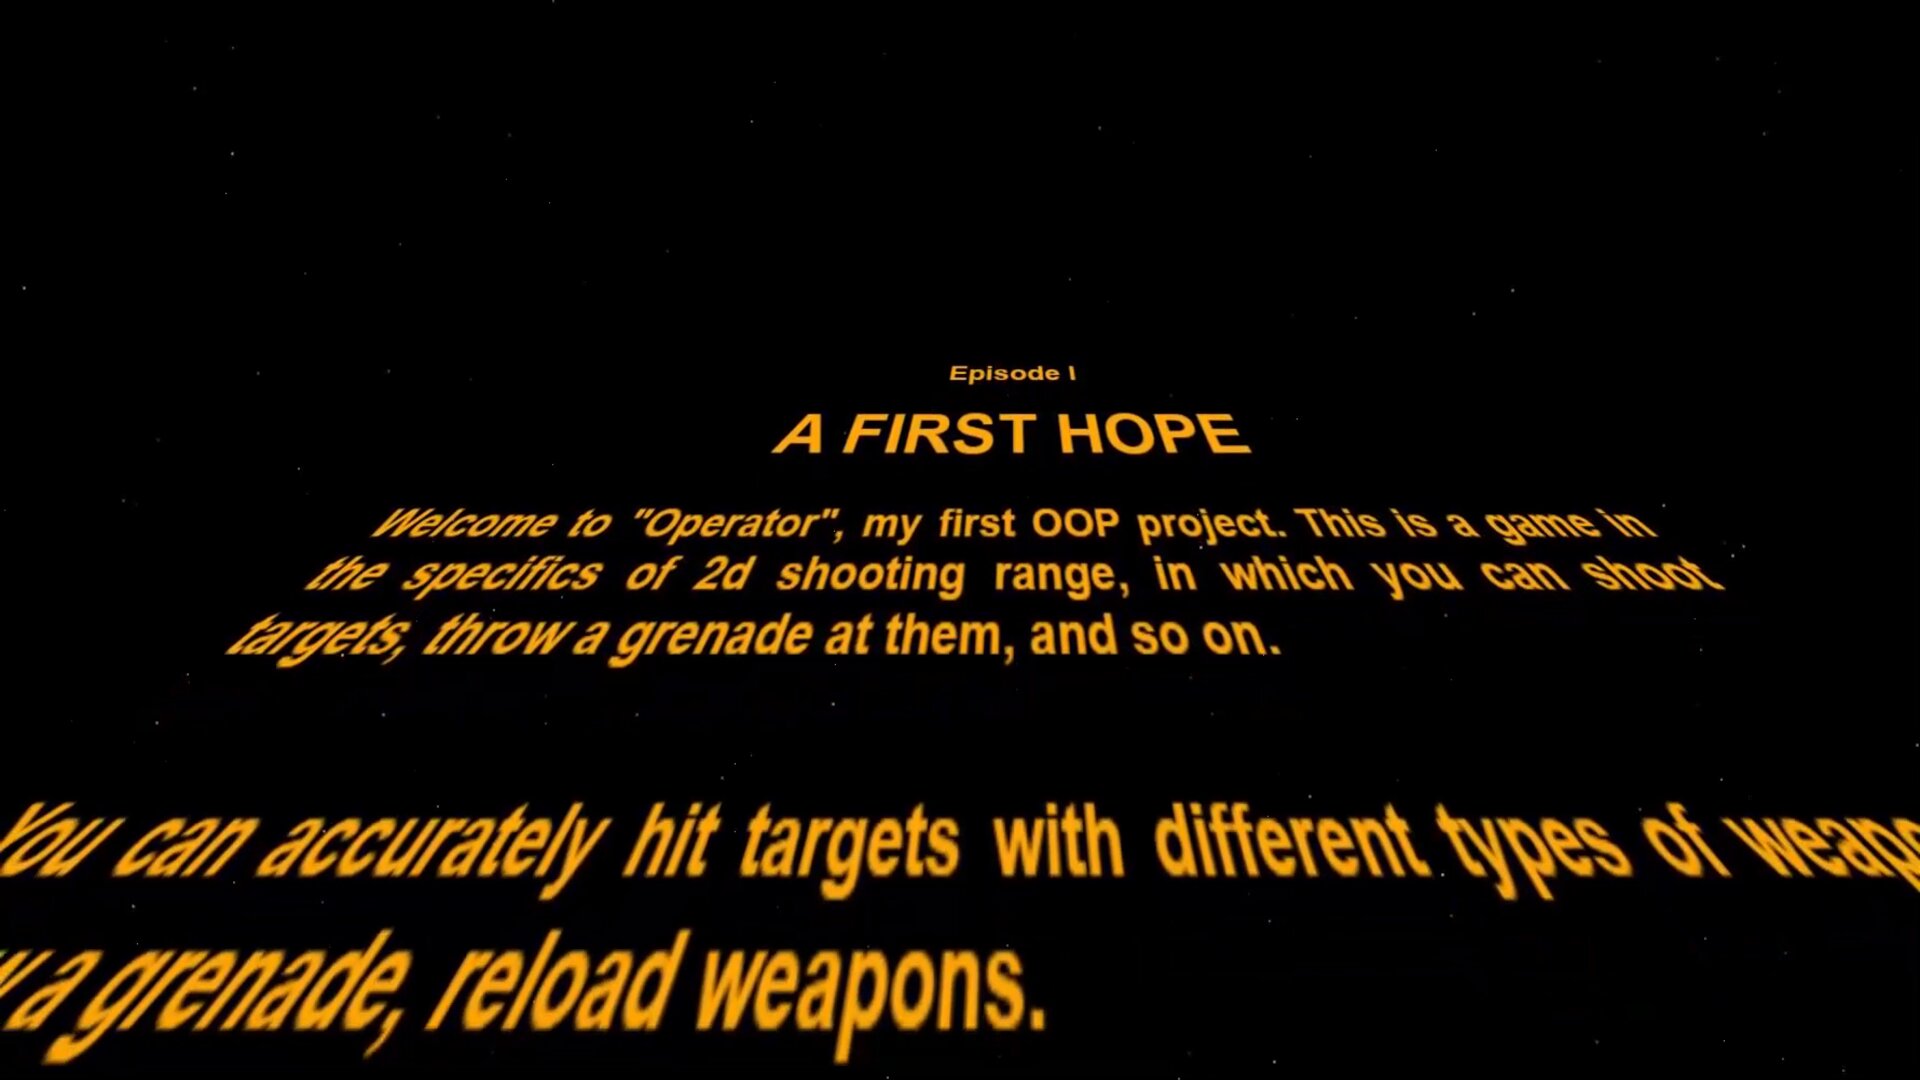 Episode I
A FIRST HOPE
Welcome to "Operator", my first OOP project. This is a game in
the specifics of 2d shooting range, in which you can shoot
targets, throw a grenade at them, and so on.
You can accurately hit targets with different types of
a grenade, reload weapons.